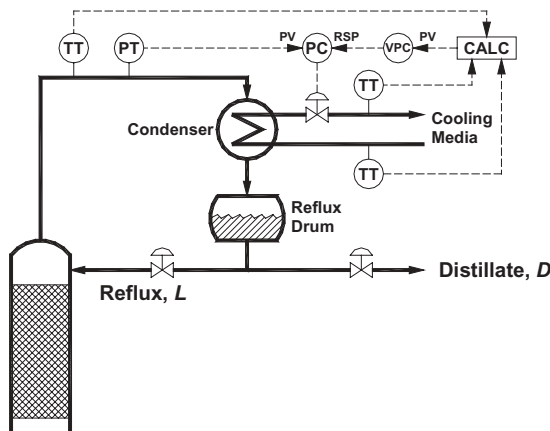 TT
PT
PV
PC
RSP
VPC
PV
CALC
TT
Condenser
Cooling
Media
TT
Reflux
Drum
Reflux, L
Distillate, D